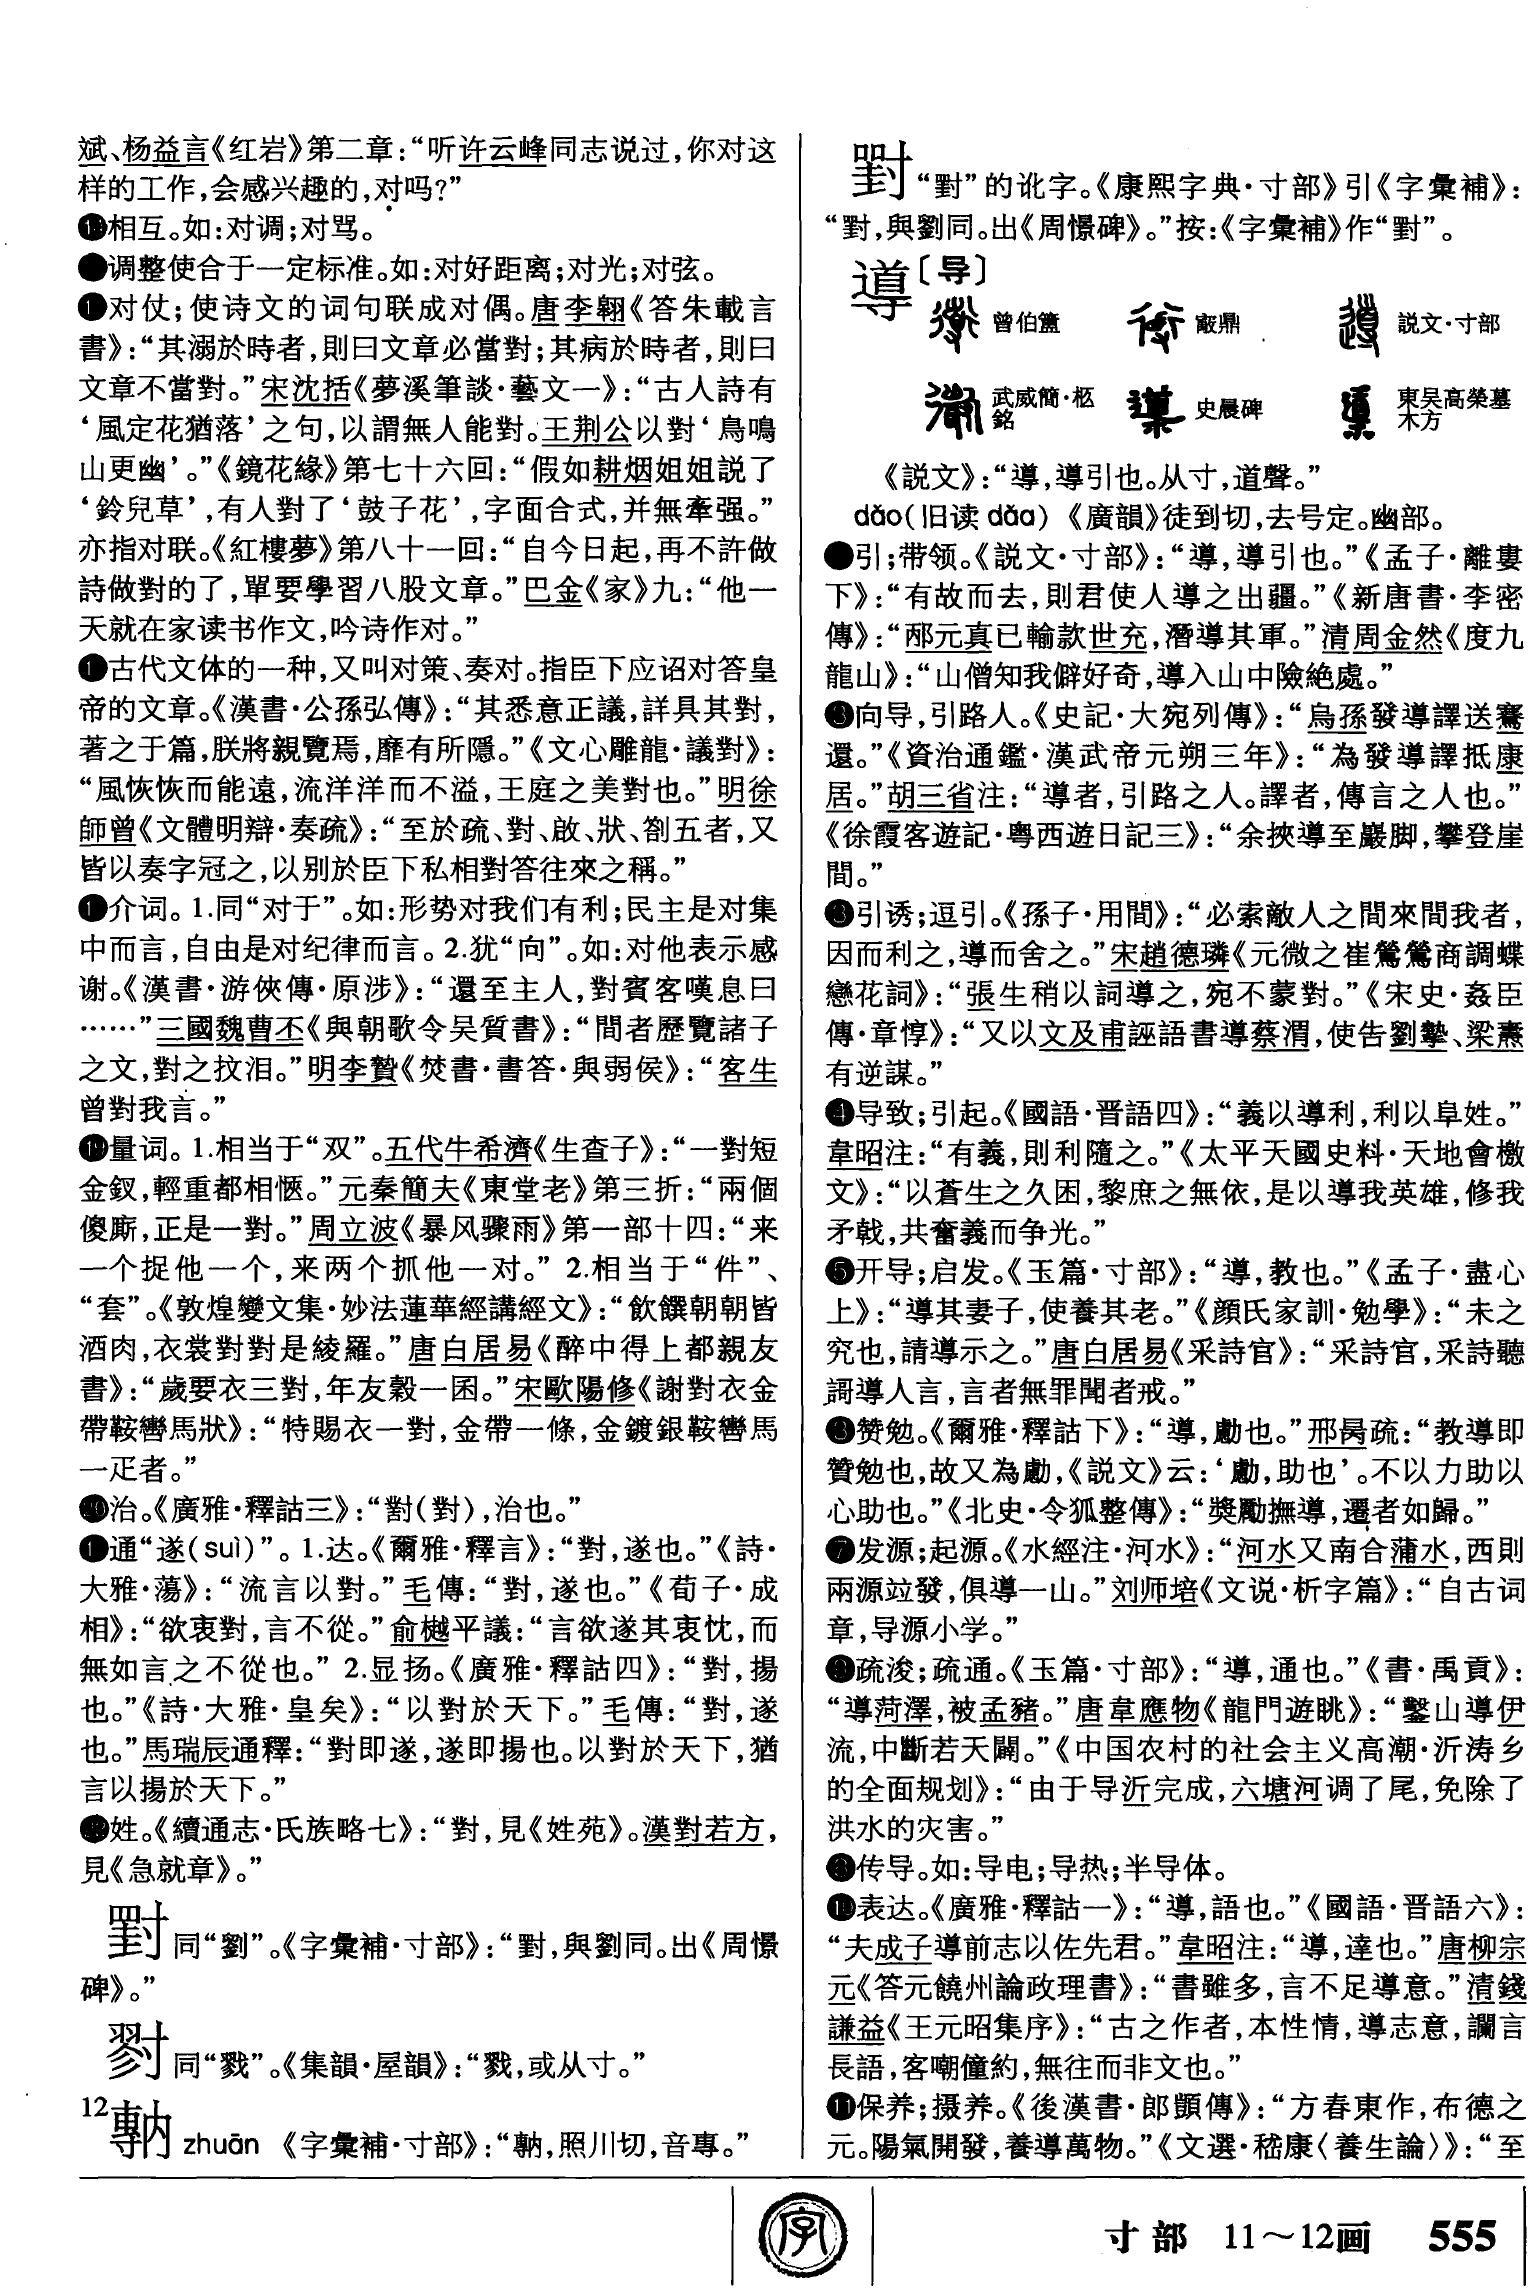 斌、杨益言《红岩》第二章：“听许云峰同志说过，你对这
样的工作，会感兴趣的，对吗？”
相互。如：对调；对骂。
调整使合于一定标准。如：对好距离；对光；对弦。
对仗；使诗文的词句联成对偶。唐李翱《答朱載言
書》：“其溺於時者，則曰文章必當對；其病於時者，則曰
文章不當對。”宋沈括《夢溪筆談·藝文一》：“古人詩有
‘風定花猶落’之句，以謂無人能對。王荆公以對‘鳥鳴
山更幽’。”《鏡花緣》第七十六回：“假如耕烟姐姐説了
‘鈴兒草’，有人對了‘鼓子花’，字面合式，并無牽强。”
亦指对联。《紅樓夢》第八十一回：“自今日起，再不許做
詩做對的了，單要學習八股文章。”巴金《家》九：“他一
天就在家读书作文，吟诗作对。”
古代文体的一种，又叫对策、奏对。指臣下应诏对答皇
帝的文章。《漢書·公孫弘傳》：“其悉意正議，詳具其對，
著之于篇，朕將親覽焉，靡有所隱。”《文心雕龍·議對》：
“風恢恢而能遠，流洋洋而不溢，王庭之美對也。”明徐
師曾《文體明辯·奏疏》：“至於疏、對、啟、狀、劄五者，又
皆以奏字冠之，以别於臣下私相對答往來之稱。”
介词。1.同“对于”。如：形势对我们有利；民主是对集
中而言，自由是对纪律而言。2.犹“向”。如：对他表示感
谢。《漢書·游俠傳·原涉》：“還至主人，對賓客嘆息曰
……”三國魏曹丕《與朝歌令吴質書》：“間者歷覽諸子
之文，對之抆泪。”明李贄《焚書·書答·與弱侯》：“客生
曾對我言。”
量词。1.相当于“双”。五代牛希濟《生查子》：“一對短
金釵，輕重都相愜。”元秦簡夫《東堂老》第三折：“兩個
傻厮，正是一對。”周立波《暴风骤雨》第一部十四：“来
一个捉他一个，来两个抓他一对。”2.相当于“件”、
“套”。《敦煌變文集·妙法蓮華經講經文》：“飲饌朝朝皆
酒肉，衣裳對對是綾羅。”唐白居易《醉中得上都親友
書》：“歲要衣三對，年友穀一囷。”宋歐陽修《謝對衣金
帶鞍轡馬狀》：“特賜衣一對，金帶一條，金鍍銀鞍轡馬
一疋者。”
治。《廣雅·釋詁三》：“對（對），治也。”
通“遂（suì）”。1.达。《爾雅·釋言》：“對，遂也。”《詩·
大雅·蕩》：“流言以對。”毛傳：“對，遂也。”《荀子·成
相》：“欲衷對，言不從。”俞樾平議：“言欲遂其衷忱，而
無如言之不從也。”2.显扬。《廣雅·釋詁四》：“對，揚
也。”《詩·大雅·皇矣》：“以對於天下。”毛傳：“對，遂
也。”馬瑞辰通釋：“對即遂，遂即揚也。以對於天下，猶
言以揚於天下。”
姓。《續通志·氏族略七》：“對，見《姓苑》。漢對若方，
見《急就章》。”
同“劉”。《字彙補·寸部》：“對，與劉同。出《周憬
碑》。”
同“戮”。《集韻·屋韻》：“戮，或从寸。”
12
zhuān 《字彙補·寸部》：“，照川切，音專。”
“對”的讹字。《康熙字典·寸部》引《字彙補》：
“對，與劉同。出《周憬碑》。”按：《字彙補》作“對”。
導〔导〕
曾伯簠 鼎 説文·寸部
武威簡·柩銘 史晨碑 東吴高榮墓木方
《説文》：“導，導引也。从寸，道聲。”
dǎo（旧读dào） 《廣韻》徒到切，去号定。幽部。
引；带领。《説文·寸部》：“導，導引也。”《孟子·離婁
下》：“有故而去，則君使人導之出疆。”《新唐書·李密
傳》：“邴元真已輸款世充，潛導其軍。”清周金然《度九
龍山》：“山僧知我僻好奇，導入山中險絶處。”
向导，引路人。《史記·大宛列傳》：“烏孫發導譯送騫
還。”《資治通鑑·漢武帝元朔三年》：“為發導譯抵康
居。”胡三省注：“導者，引路之人。譯者，傳言之人也。”
《徐霞客遊記·粤西遊日記三》：“余挾導至巖脚，攀登崖
間。”
❸引诱；逗引。《孫子·用間》：“必索敵人之間來間我者，
因而利之，導而舍之。”宋趙德璘《元微之崔鶯鶯商調蝶
戀花詞》：“張生稍以詞導之，宛不蒙對。”《宋史·姦臣
傳·章惇》：“又以文及甫誣語書導蔡渭，使告劉摯、梁燾
有逆謀。”
❹导致；引起。《國語·晋語四》：“義以導利，利以阜姓。”
韋昭注：“有義，則利隨之。”《太平天國史料·天地會檄
文》：“以蒼生之久困，黎庶之無依，是以導我英雄，修我
矛戟，共奮義而争光。”
❺开导；启发。《玉篇·寸部》：“導，教也。”《孟子·盡心
上》：“導其妻子，使養其老。”《顔氏家訓·勉學》：“未之
究也，請導示之。”唐白居易《采詩官》：“采詩官，采詩聽
謌導人言，言者無罪聞者戒。”
赞勉。《爾雅·釋詁下》：“導，勴也。”邢昺疏：“教導即
贊勉也，故又為勴，《説文》云：‘勴，助也’。不以力助以
心助也。”《北史·令狐整傳》：“奬勵撫導，遷者如歸。”
❼发源；起源。《水經注·河水》：“河水又南合蒲水，西則
兩源竝發，俱導一山。”刘师培《文说·析字篇》：“自古词
章，导源小学。”
疏浚；疏通。《玉篇·寸部》：“導，通也。”《書·禹貢》：
“導菏澤，被孟豬。”唐韋應物《龍門遊眺》：“鑿山導伊
流，中斷若天闢。”《中国农村的社会主义高潮·沂涛乡
的全面规划》：“由于导沂完成，六塘河调了尾，免除了
洪水的灾害。”
传导。如：导电；导热；半导体。
❿表达。《廣雅·釋詁一》：“導，語也。”《國語·晋語六》：
“夫成子導前志以佐先君。”韋昭注：“導，達也。”唐柳宗
元《答元饒州論政理書》：“書雖多，言不足導意。”清錢
謙益《王元昭集序》：“古之作者，本性情，導志意，讕言
長語，客嘲僮約，無往而非文也。”
⓫保养；摄养。《後漢書·郎顗傳》：“方春東作，布德之
元。陽氣開發，養導萬物。”《文選·嵇康〈養生論〉》：“至
字
寸部 11～12画 555